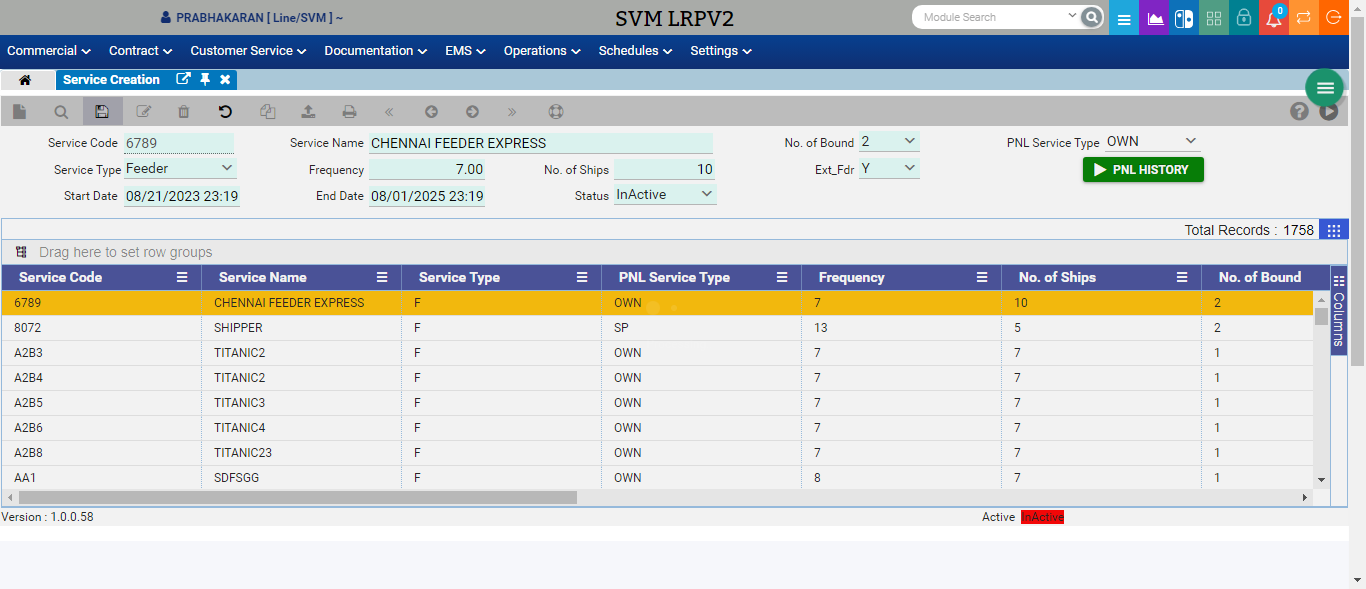 PRABHAKARAN [ Line/SVM ] ~ SVM LRPV2 Module Search 0
Commercial Contract Customer Service Documentation EMS Operations Schedules Settings
Service Creation
Service Code 6789 Service Name CHENNAI FEEDER EXPRESS No. of Bound 2 PNL Service Type OWN
Service Type Feeder Frequency 7.00 No. of Ships 10 Ext_Fdr Y PNL HISTORY
Start Date 08/21/2023 23:19 End Date 08/01/2025 23:19 Status InActive
Total Records : 1758
Drag here to set row groups
Service Code Service Name Service Type PNL Service Type Frequency No. of Ships No. of Bound
Columns
6789 CHENNAI FEEDER EXPRESS F OWN 7 10 2
8072 SHIPPER F SP 13 5 2
A2B3 TITANIC2 F OWN 7 7 1
A2B4 TITANIC2 F OWN 7 7 1
A2B5 TITANIC3 F OWN 7 7 1
A2B6 TITANIC4 F OWN 7 7 1
A2B8 TITANIC23 F OWN 7 7 1
AA1 SDFSGG F OWN 8 7 1
Version : 1.0.0.58 Active InActive